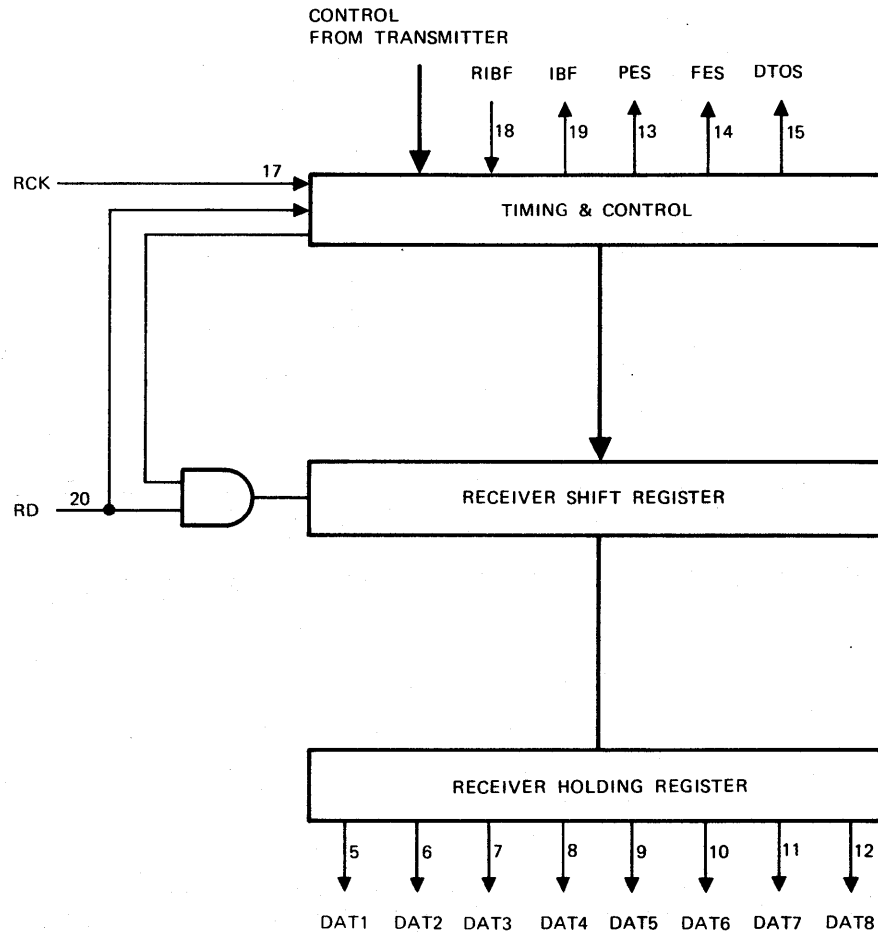 CONTROL
FROM TRANSMITTER
RIBF IBF PES FES DTOS
18 19 13 14 15
RCK 17
TIMING & CONTROL
RD 20
RECEIVER SHIFT REGISTER
RECEIVER HOLDING REGISTER
5 6 7 8 9 10 11 12
DAT1 DAT2 DAT3 DAT4 DAT5 DAT6 DAT7 DAT8